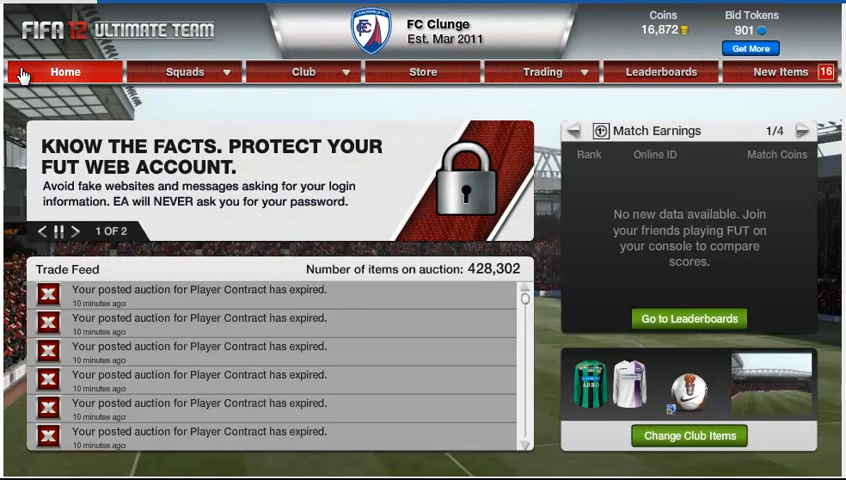 FIFA 12 ULTIMATE TEAM
FC Clunge
Est. Mar 2011
Coins
16,872
Bid Tokens
901
Get More
Home
Squads
Club
Store
Trading
Leaderboards
New Items 16
KNOW THE FACTS. PROTECT YOUR
FUT WEB ACCOUNT.
Avoid fake websites and messages asking for your login
information. EA will NEVER ask you for your password.
1 OF 2
Match Earnings 1/4
Rank Online ID Match Coins
No new data available. Join
your friends playing FUT on
your console to compare
scores.
Go to Leaderboards
Trade Feed Number of items on auction: 428,302
Your posted auction for Player Contract has expired.
10 minutes ago
Your posted auction for Player Contract has expired.
10 minutes ago
Your posted auction for Player Contract has expired.
10 minutes ago
Your posted auction for Player Contract has expired.
10 minutes ago
Your posted auction for Player Contract has expired.
10 minutes ago
Your posted auction for Player Contract has expired.
10 minutes ago
Change Club Items